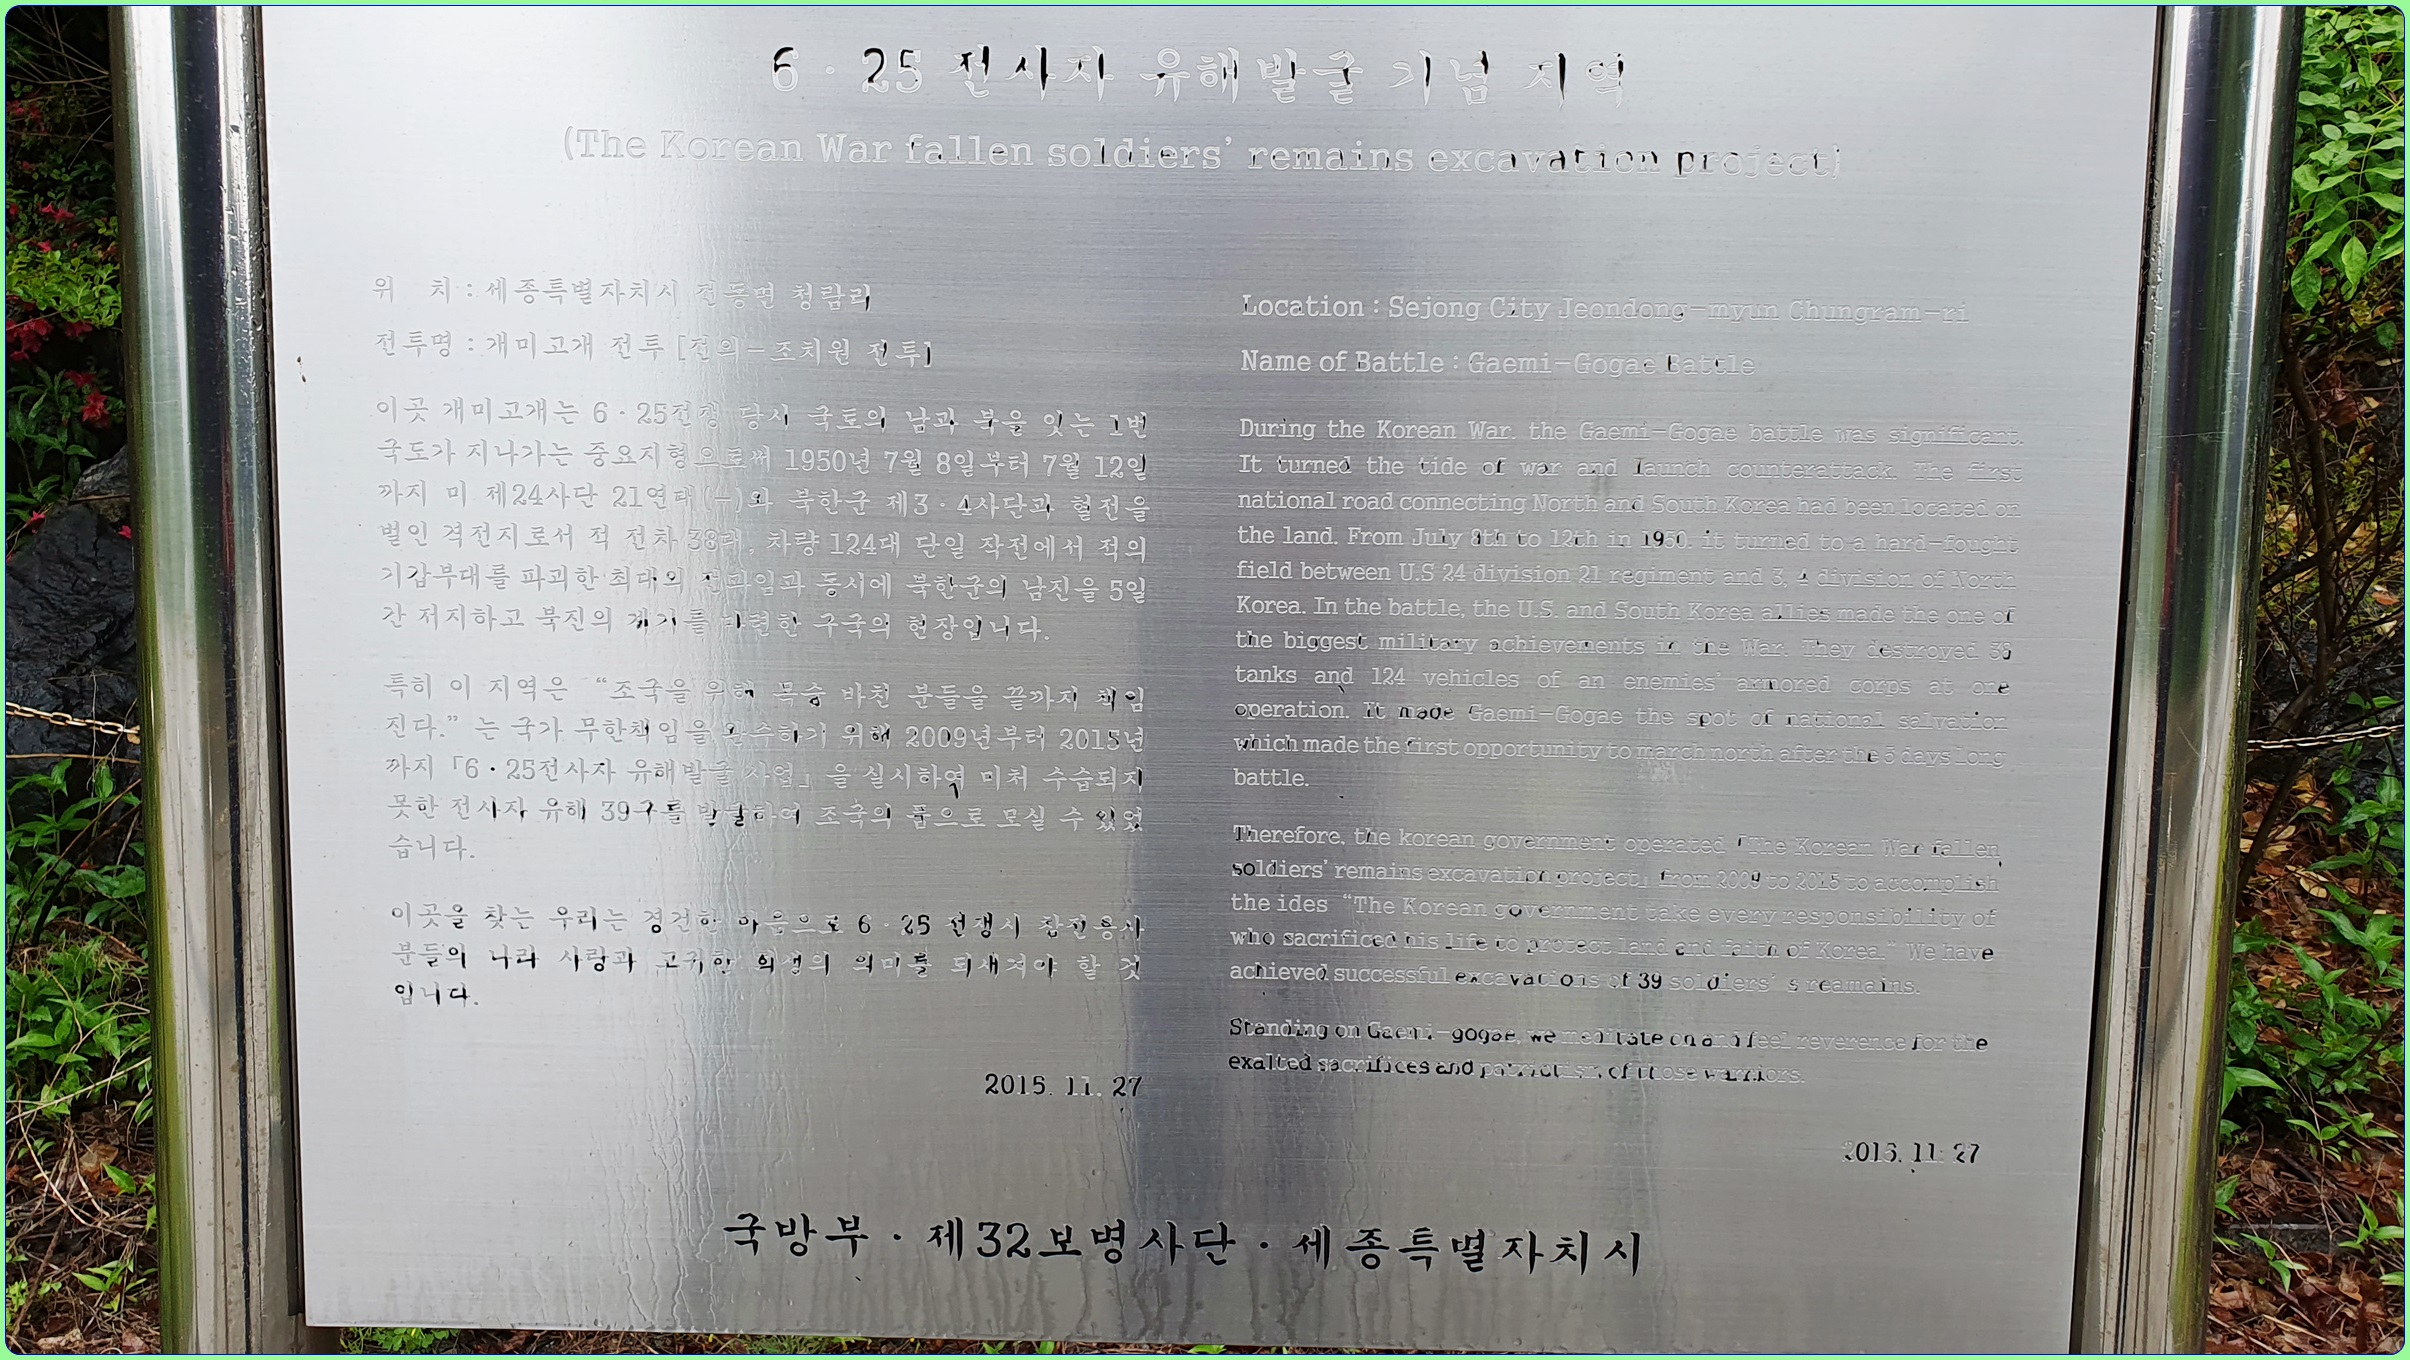 6·25 전사자 유해발굴 기념 지역
(The Korean War fallen soldiers' remains excavation project)
위 치 : 세종특별자치시 전동면 청람리
전투명 : 개미고개 전투 [전의-조치원 전투]
이곳 개미고개는 6·25전쟁 당시 국토의 남과 북을 잇는 1번
국도가 지나가는 중요지형으로써 1950년 7월 8일부터 7월 12일
까지 미 제24사단 21연대(-)와 북한군 제3·4사단과 혈전을
벌인 격전지로서 적 전차 38대, 차량 124대 단일 작전에서 적의
기갑부대를 파괴한 최대의 전과임과 동시에 북한군의 남진을 5일
간 저지하고 북진의 계기를 마련한 구국의 현장입니다.
특히 이 지역은 “조국을 위해 목숨 바친 분들을 끝까지 책임
진다.” 는 국가 무한책임을 완수하기 위해 2009년부터 2015년
까지 「6·25전사자 유해발굴 사업」을 실시하여 미처 수습되지
못한 전사자 유해 39구를 발굴하여 조국의 품으로 모실 수 있었
습니다.
이곳을 찾는 우리는 경건한 마음으로 6·25 전쟁시 참전용사
분들의 나라 사랑과 고귀한 희생의 의미를 되새겨야 할 것
입니다.
2015. 11. 27
Location : Sejong City Jeondong-myun Chungram-ri
Name of Battle : Gaemi-Gogae Battle
During the Korean War. the Gaemi-Gogae battle was significant.
It turned the tide of war and launch counterattack. The first
national road connecting North and South Korea had been located on
the land. From July 8th to 12th in 1950. it turned to a hard-fought
field between U.S 24 division 21 regiment and 3, 4 division of North
Korea. In the battle, the U.S. and South Korea allies made the one of
the biggest military achievements in the War. They destroyed 38
tanks and 124 vehicles of an enemies' armored corps at one
operation. It made Gaemi-Gogae the spot of national salvation
which made the first opportunity to march north after the 5 days long
battle.
Therefore, the korean government operated 「The Korean War fallen
soldiers' remains excavation project」 from 2009 to 2015 to accomplish
the ides “The Korean government take every responsibility of
who sacrificed his life to protect land and faith of Korea.” We have
achieved successful excavations of 39 soldiers' s reamains.
Standing on Gaemi-gogae, we meditate on and feel reverence for the
exalted sacrifices and patriotism of those warriors.
2015. 11. 27
국방부 · 제32보병사단 · 세종특별자치시